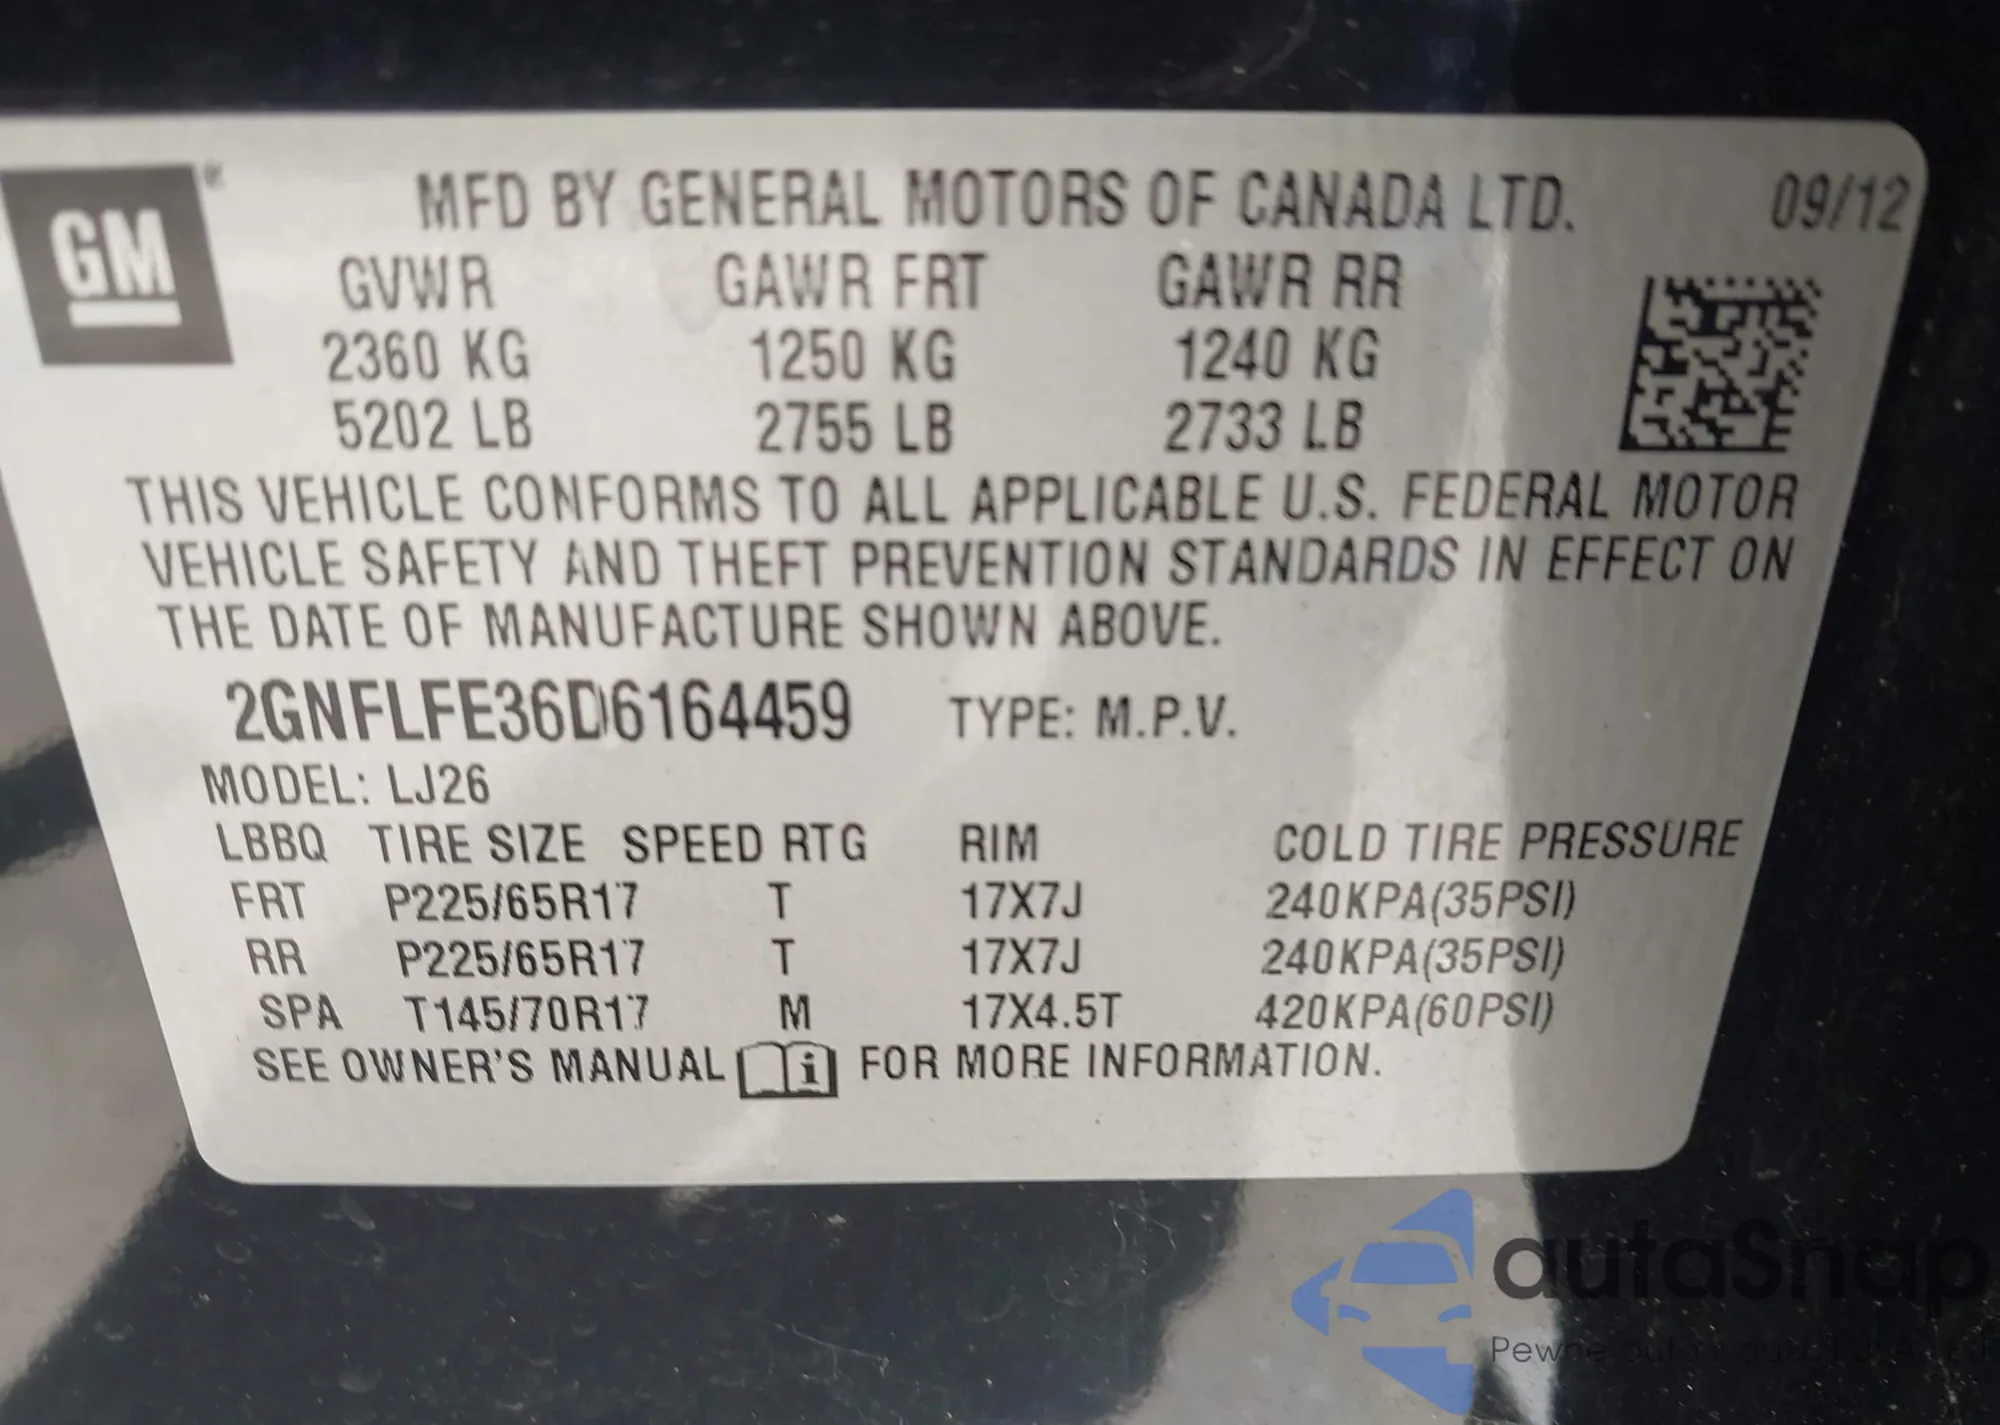 GM ®
MFD BY GENERAL MOTORS OF CANADA LTD. 09/12
GVWR GAWR FRT GAWR RR
2360 KG 1250 KG 1240 KG
5202 LB 2755 LB 2733 LB
THIS VEHICLE CONFORMS TO ALL APPLICABLE U.S. FEDERAL MOTOR
VEHICLE SAFETY AND THEFT PREVENTION STANDARDS IN EFFECT ON
THE DATE OF MANUFACTURE SHOWN ABOVE.
2GNFLFE36D6164459 TYPE: M.P.V.
MODEL: LJ26
LBBQ TIRE SIZE SPEED RTG RIM COLD TIRE PRESSURE
FRT P225/65R17 T 17X7J 240KPA(35PSI)
RR P225/65R17 T 17X7J 240KPA(35PSI)
SPA T145/70R17 M 17X4.5T 420KPA(60PSI)
SEE OWNER'S MANUAL i FOR MORE INFORMATION.
autaSnap
Pewne auta z